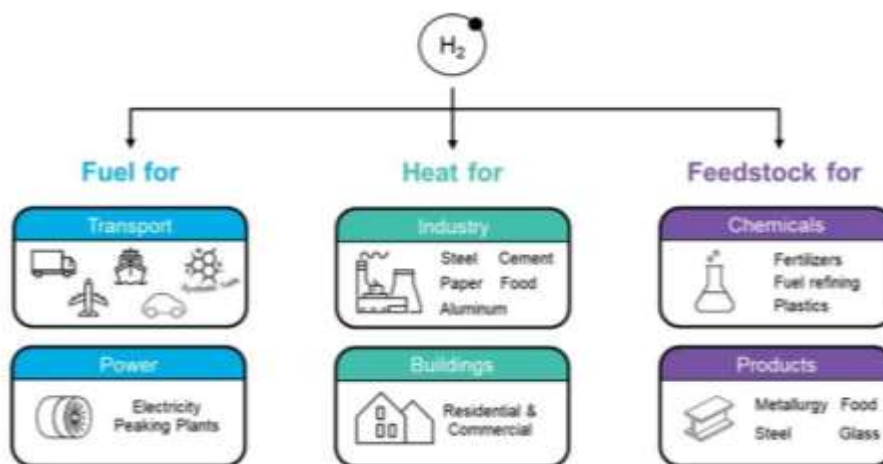 H2
Fuel for
Heat for
Feedstock for
Transport
Industry
Steel Cement
Paper Food
Aluminum
Chemicals
Fertilizers
Fuel refining
Plastics
Power
Electricity
Peaking Plants
Buildings
Residential &
Commercial
Products
Metallurgy Food
Steel Glass